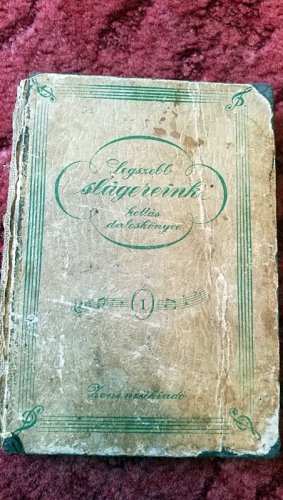 Legszebb
slágereink
kottás
daloskönyve
1
Zeneműkiadó